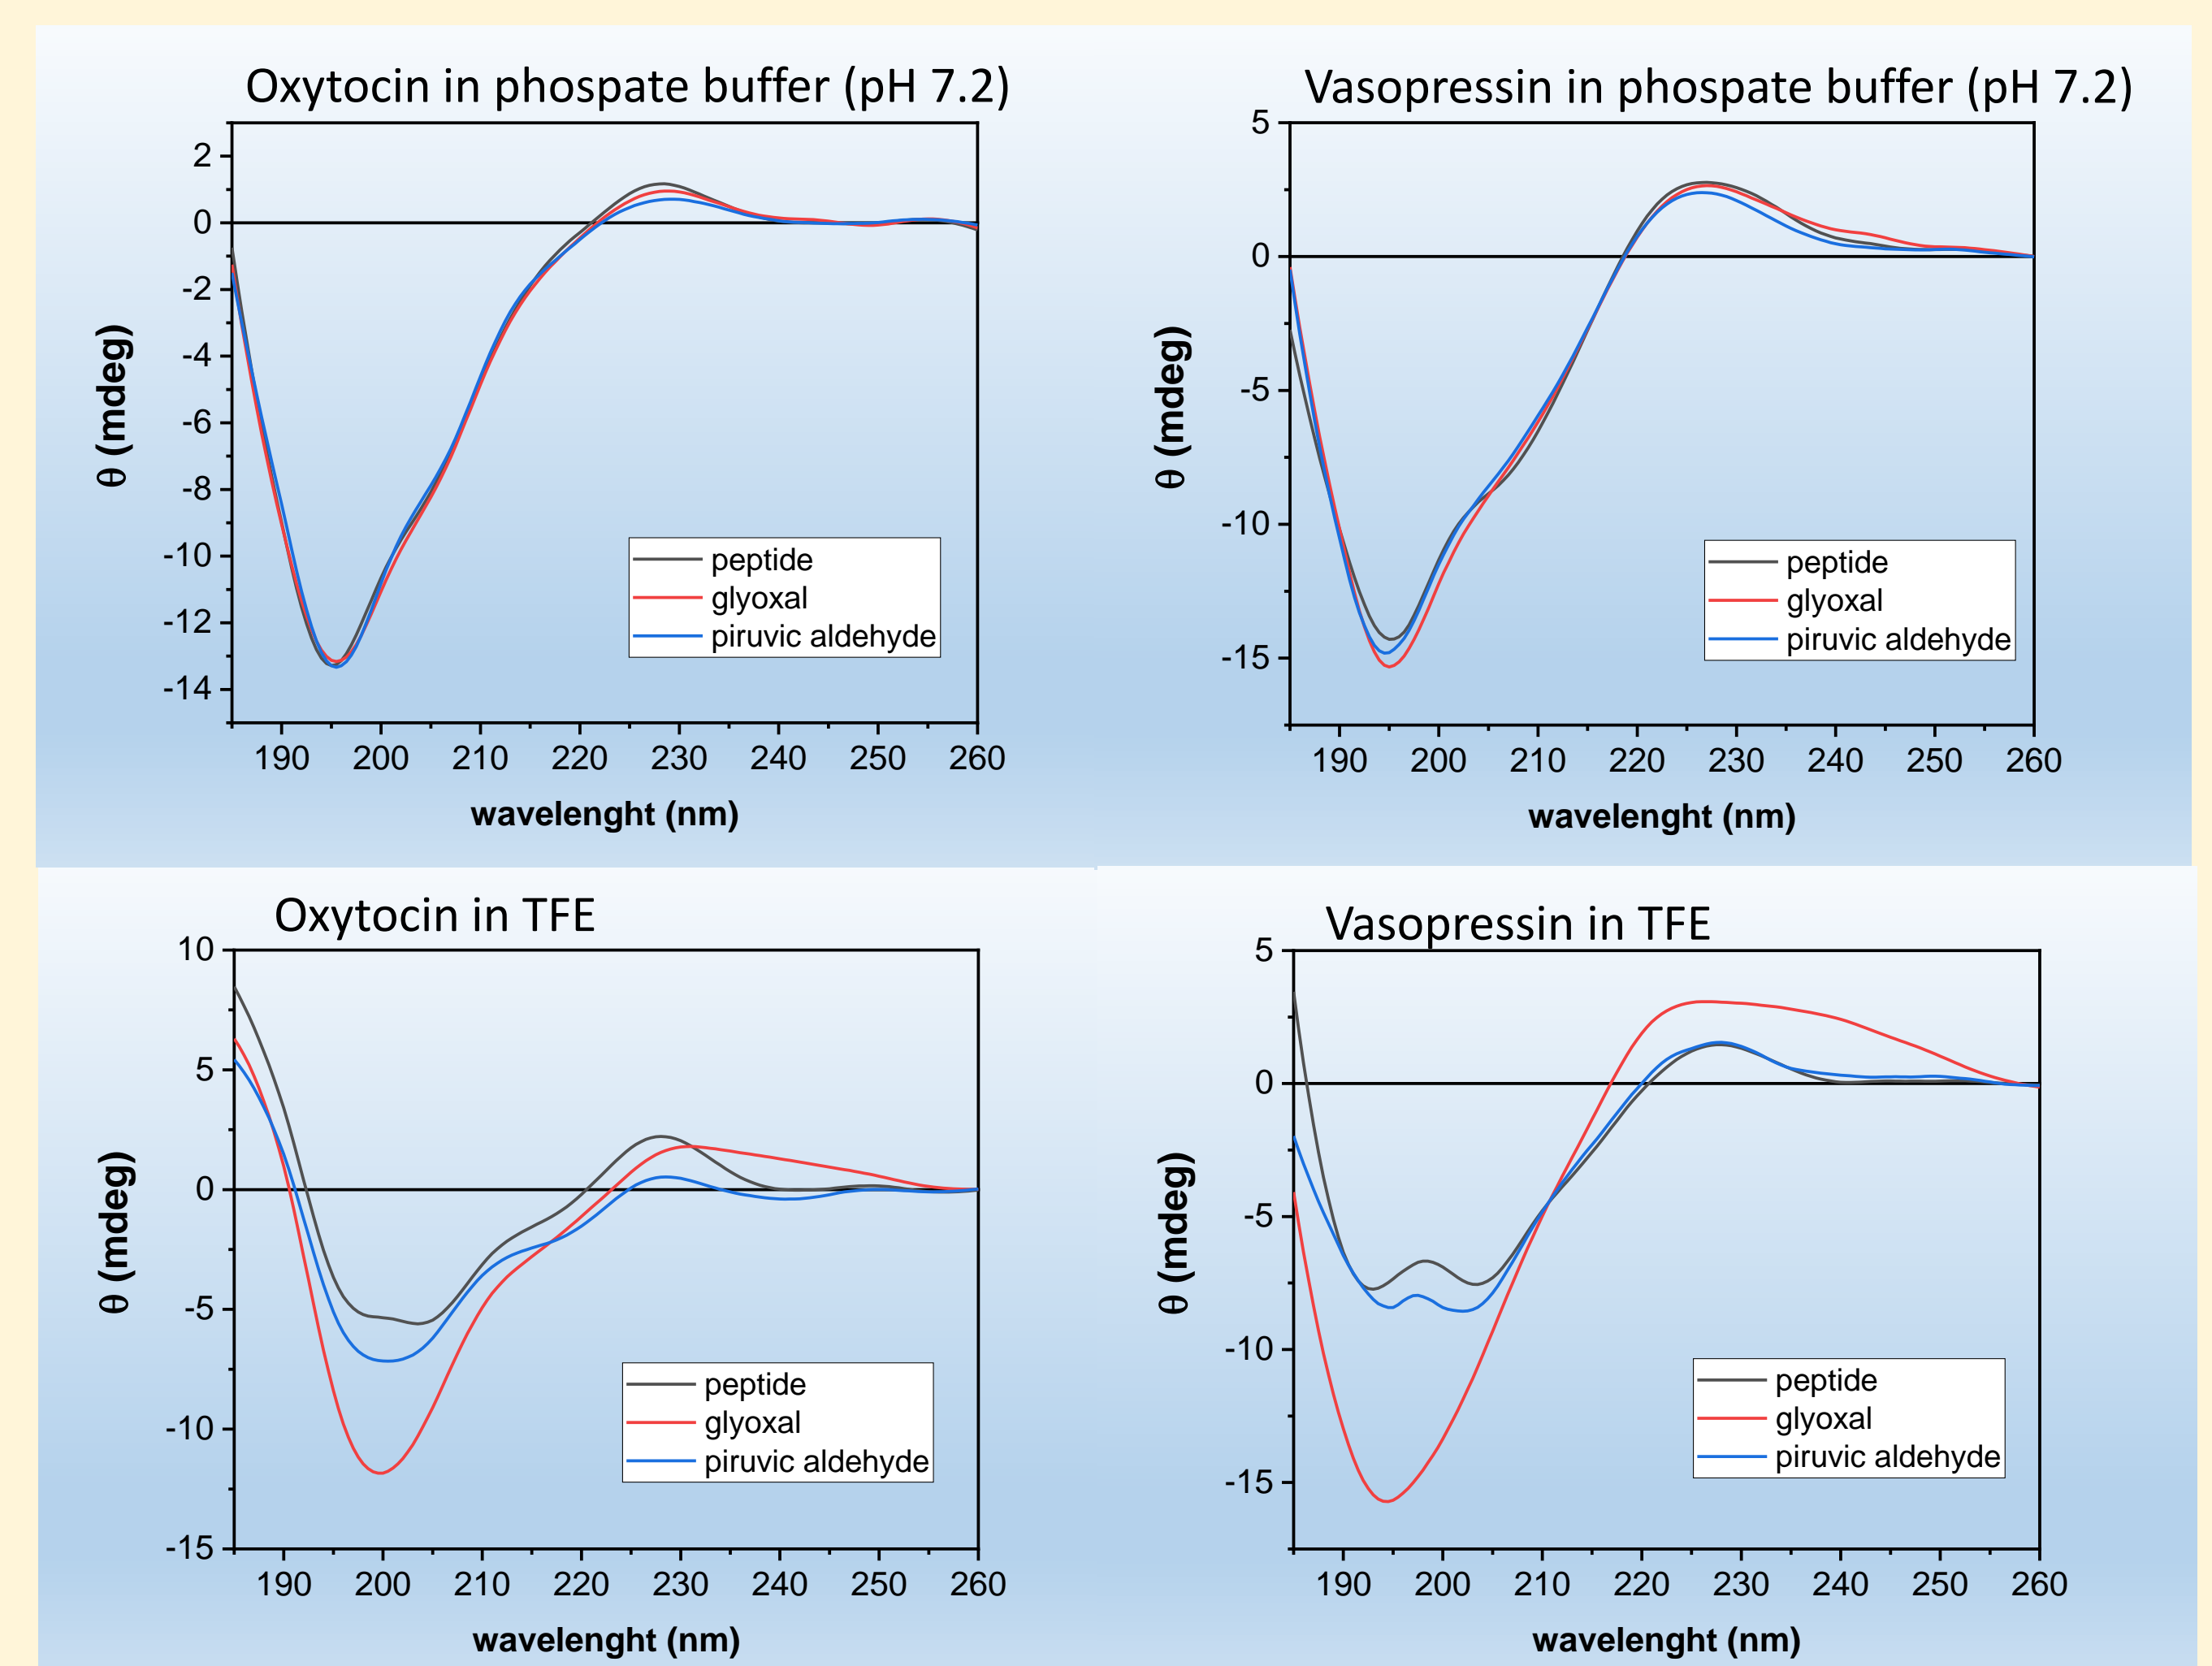 Oxytocin in phospate buffer (pH 7.2)
2
0
-2
-4
-6
-8
-10
-12
-14
θ (mdeg)
peptide
glyoxal
piruvic aldehyde
190 200 210 220 230 240 250 260
wavelenght (nm)
Vasopressin in phospate buffer (pH 7.2)
5
0
-5
-10
-15
θ (mdeg)
peptide
glyoxal
piruvic aldehyde
190 200 210 220 230 240 250 260
wavelenght (nm)
Oxytocin in TFE
10
5
0
-5
-10
-15
θ (mdeg)
peptide
glyoxal
piruvic aldehyde
190 200 210 220 230 240 250 260
wavelenght (nm)
Vasopressin in TFE
5
0
-5
-10
-15
θ (mdeg)
peptide
glyoxal
piruvic aldehyde
190 200 210 220 230 240 250 260
wavelenght (nm)